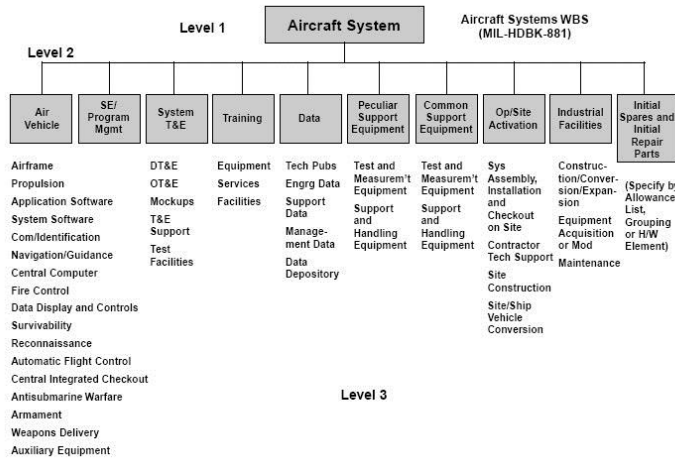 Level 1
Aircraft System
Aircraft Systems WBS
(MIL-HDBK-881)
Level 2
Air
Vehicle
SE/
Program
Mgmt
System
T&E
Training
Data
Peculiar
Support
Equipment
Common
Support
Equipment
Op/Site
Activation
Industrial
Facilities
Initial
Spares and
Initial
Repair
Parts
Airframe
Propulsion
Application Software
System Software
Com/Identification
Navigation/Guidance
Central Computer
Fire Control
Data Display and Controls
Survivability
Reconnaissance
Automatic Flight Control
Central Integrated Checkout
Antisubmarine Warfare
Armament
Weapons Delivery
Auxiliary Equipment
DT&E
OT&E
Mockups
T&E
Support
Test
Facilities
Equipment
Services
Facilities
Tech Pubs
Engrg Data
Support
Data
Manage-
ment Data
Data
Depository
Test and
Measurem't
Equipment
Support
and
Handling
Equipment
Test and
Measurem't
Equipment
Support
and
Handling
Equipment
Sys
Assembly,
Installation
and
Checkout
on Site
Contractor
Tech Support
Site
Construction
Site/Ship
Vehicle
Conversion
Construc-
tion/Conver-
sion/Expan-
sion
Equipment
Acquisition
or Mod
Maintenance
(Specify by
Allowance
List,
Grouping
or H/W
Element)
Level 3